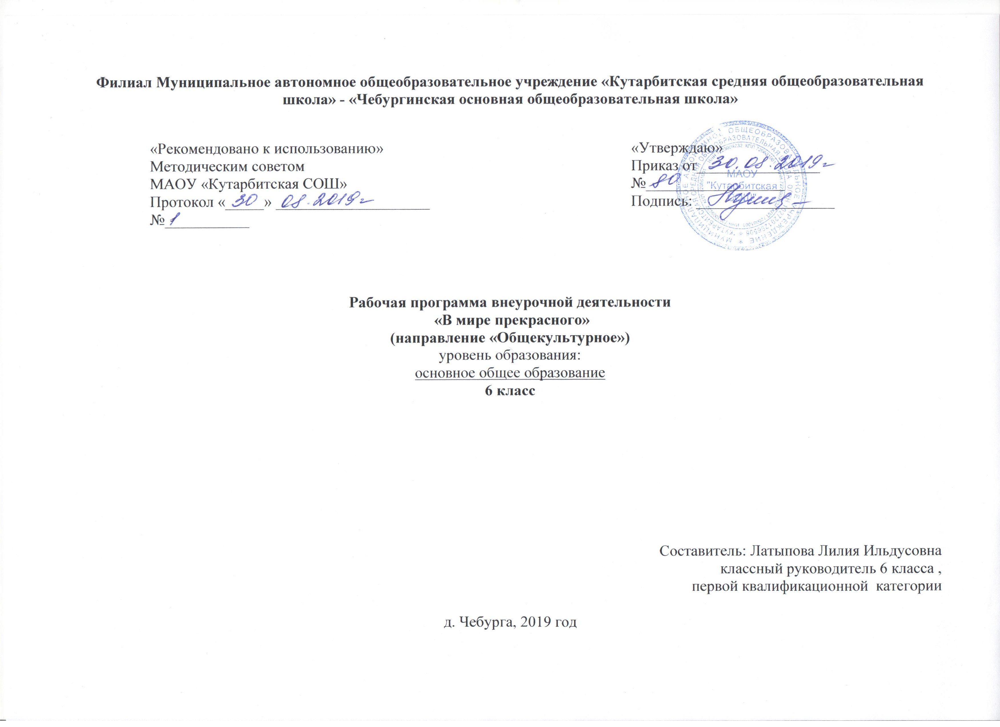 Филиал Муниципальное автономное общеобразовательное учреждение «Кутарбитская средняя общеобразовательная
школа» - «Чебургинская основная общеобразовательная школа»
«Рекомендовано к использованию»
Методическим советом
МАОУ «Кутарбитская СОШ»
Протокол «30» 08.2019г
№1
«Утверждаю»
Приказ от 30.08.2019г
№ 80
Подпись:
МАОУ
"Кутарбитская
СОШ"
Рабочая программа внеурочной деятельности
«В мире прекрасного»
(направление «Общекультурное»)
уровень образования:
основное общее образование
6 класс
Составитель: Латыпова Лилия Ильдусовна
классный руководитель 6 класса ,
первой квалификационной  категории
д. Чебурга, 2019 год